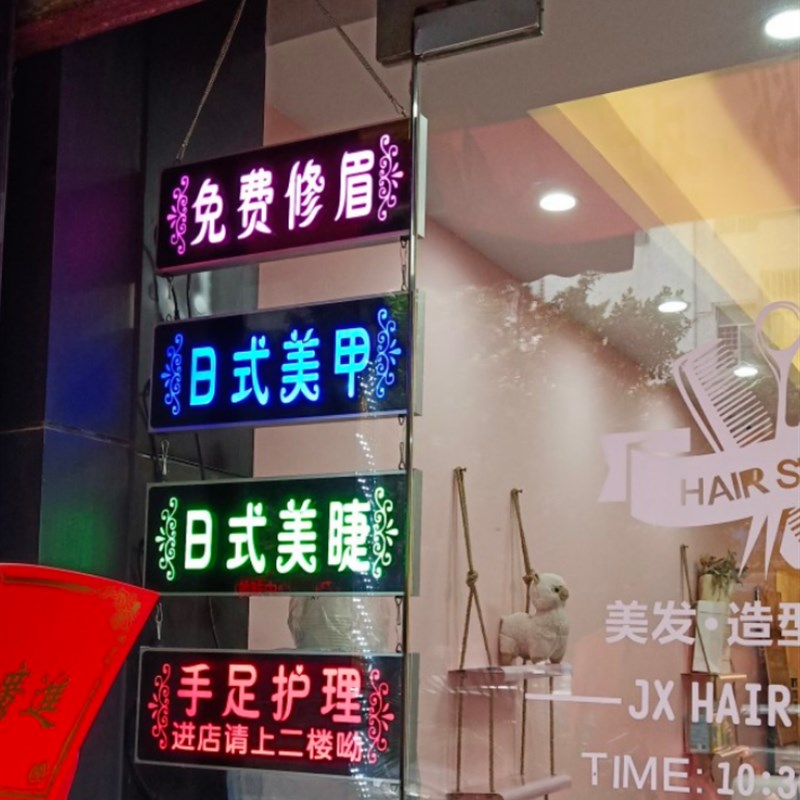 免费修眉
日式美甲
日式美睫
手足护理
进店请上二楼呦
HAIR
美发·造型
JX HAIR
TIME: 10:3